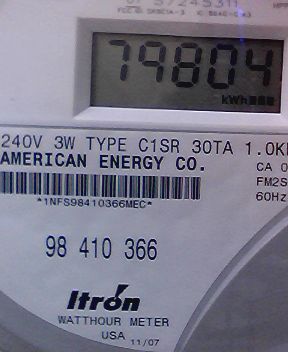 79804
kWh
240V 3W TYPE C1SR 30TA 1.0K
AMERICAN ENERGY CO.
CA 0
FM2S
60Hz
*1NFS98410366MEC*
98 410 366
Itrón
WATTHOUR METER
USA 11/07